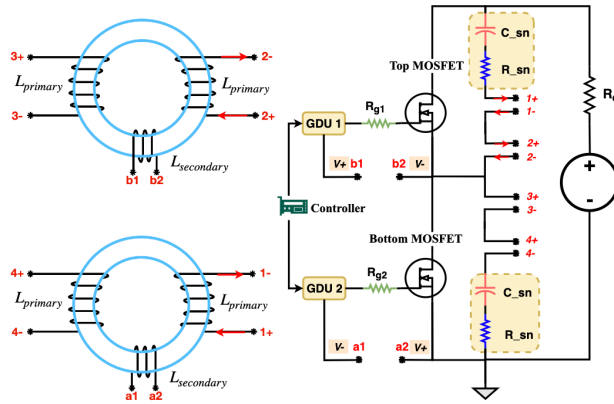 3+
2-
L_primary
L_primary
3-
2+
L_secondary
b1
b2
4+
1-
L_primary
L_primary
4-
1+
L_secondary
a1
a2
C_sn
R_sn
Top MOSFET
GDU 1
R_g1
V+
b1
b2
V-
1+
1-
2+
2-
3+
3-
4+
4-
Controller
Bottom MOSFET
GDU 2
R_g2
V-
a1
a2
V+
C_sn
R_sn
+
-